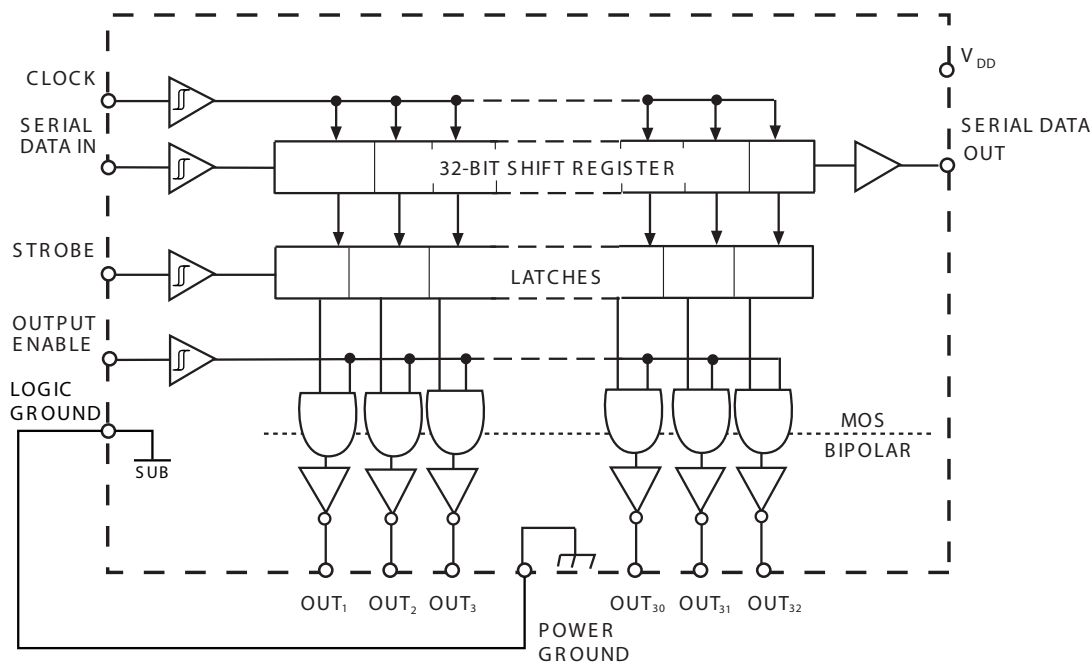 CLOCK
V DD
SERIAL
DATA IN
SERIAL DATA
OUT
32-BIT SHIFT REGISTER
STROBE
LATCHES
OUTPUT
ENABLE
LOGIC
GROUND
MOS
BIPOLAR
SUB
OUT1 OUT2 OUT3 OUT30 OUT31 OUT32
POWER
GROUND